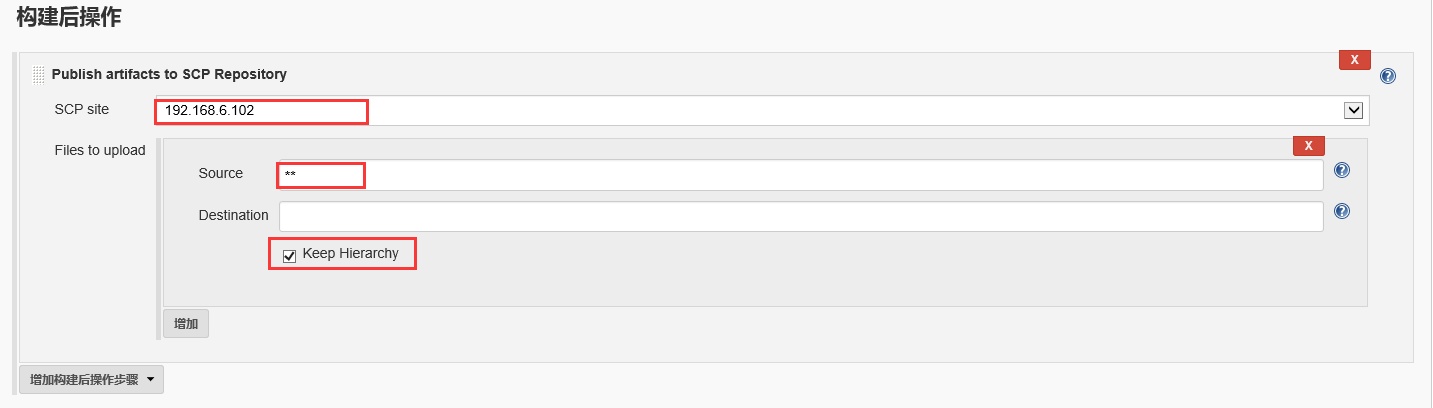 构建后操作
X
Publish artifacts to SCP Repository
?
SCP site
192.168.6.102
Files to upload
X
Source
**
?
Destination
?
Keep Hierarchy
增加
增加构建后操作步骤